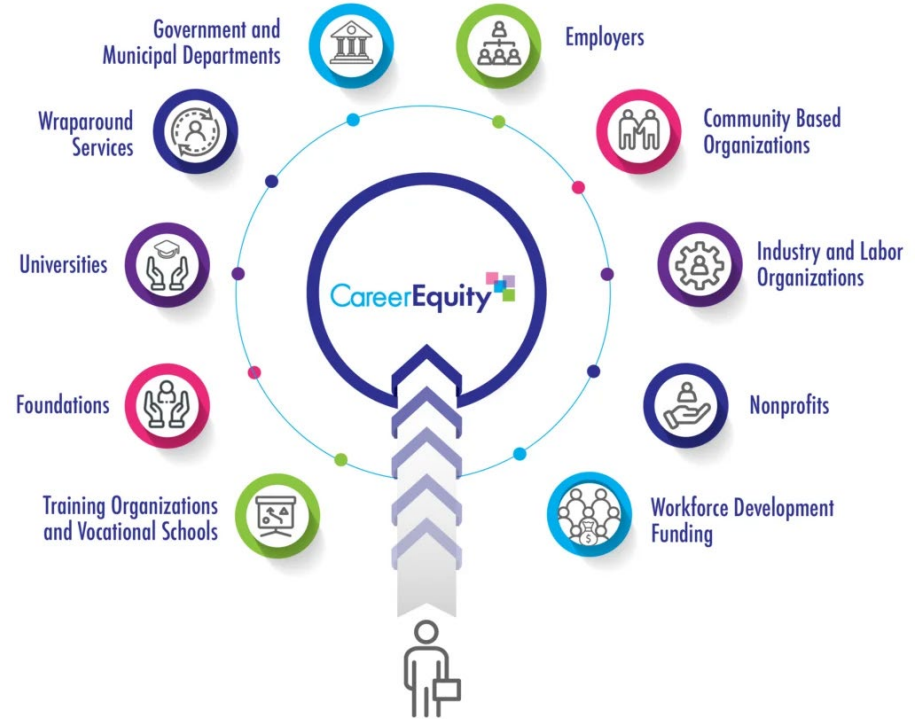 Government and
Municipal Departments
Employers
Wraparound
Services
Community Based
Organizations
Universities
Industry and Labor
Organizations
CareerEquity
Foundations
Nonprofits
Training Organizations
and Vocational Schools
Workforce Development
Funding
$